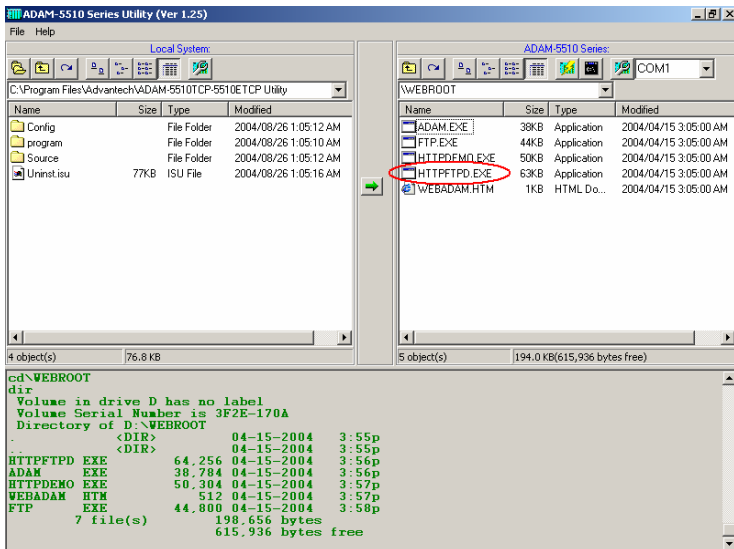 ADAM-5510 Series Utility (Ver 1.25)
File Help
Local System:
ADAM-5510 Series:
COM1
C:\Program Files\Advantech\ADAM-5510TCP-5510ETCP Utility
\WEBROOT
Name Size Type Modified
Config File Folder 2004/08/26 1:05:12 AM
program File Folder 2004/08/26 1:05:10 AM
Source File Folder 2004/08/26 1:05:12 AM
Uninst.isu 77KB ISU File 2004/08/26 1:05:16 AM
Name Size Type Modified
ADAM.EXE 38KB Application 2004/04/15 3:05:00 AM
FTP.EXE 44KB Application 2004/04/15 3:05:00 AM
HTTPDEMO.EXE 50KB Application 2004/04/15 3:05:00 AM
HTTPFTPD.EXE 63KB Application 2004/04/15 3:05:00 AM
WEBADAM.HTM 1KB HTML Do... 2004/04/15 3:05:00 AM
4 object(s) 76.8 KB
5 object(s) 194.0 KB(615,936 bytes free)
cd\WEBROOT
dir
Volume in drive D has no label
Volume Serial Number is 3F2E-170A
Directory of D:\WEBROOT
. <DIR> 04-15-2004 3:55p
.. <DIR> 04-15-2004 3:55p
HTTPFTPD EXE 64,256 04-15-2004 3:56p
ADAM EXE 38,784 04-15-2004 3:56p
HTTPDEMO EXE 50,304 04-15-2004 3:57p
WEBADAM HTM 512 04-15-2004 3:57p
FTP EXE 44,800 04-15-2004 3:58p
7 file(s) 198,656 bytes
615,936 bytes free